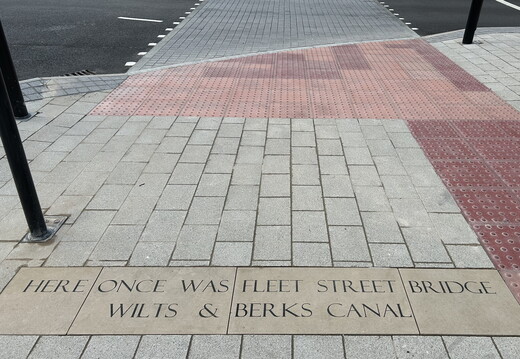 HERE ONCE WAS FLEET STREET BRIDGE
WILTS & BERKS CANAL